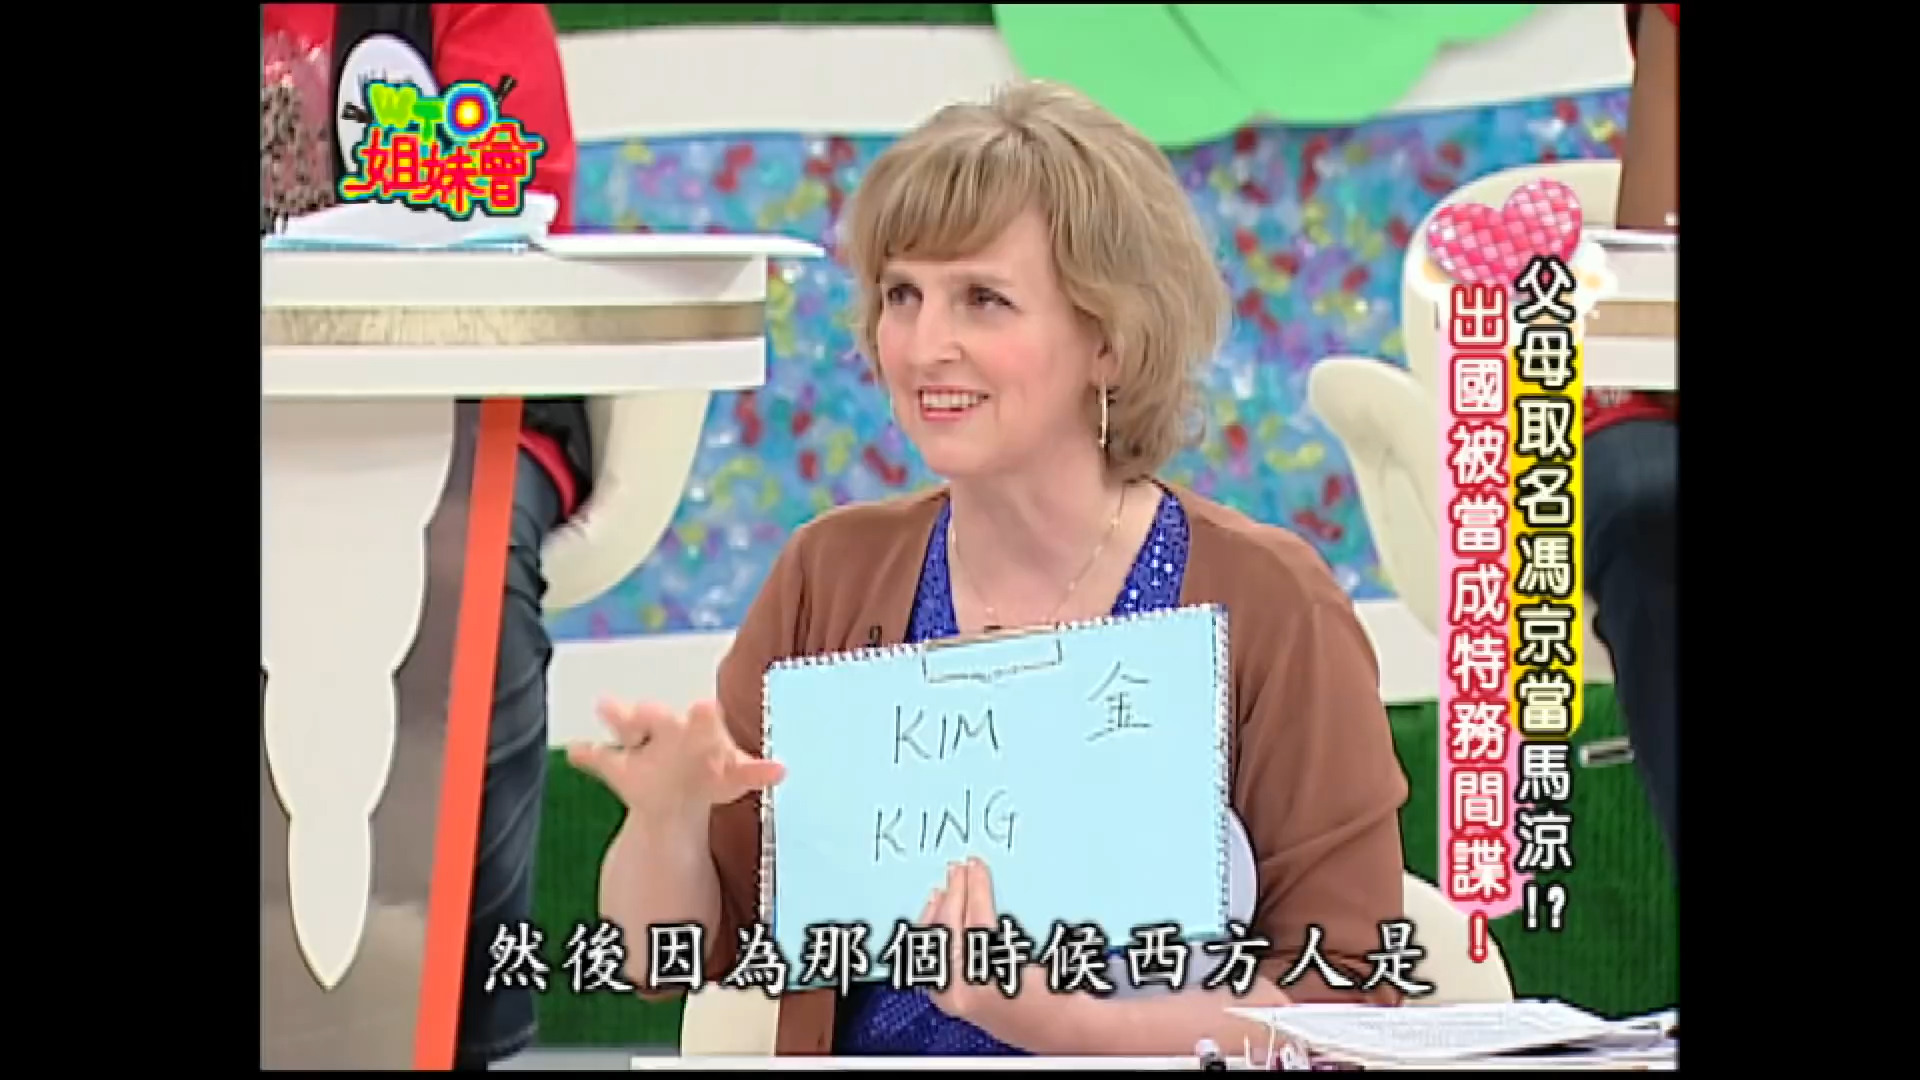 WTO
姐妹會
父母取名馮京當馬涼!?
出國被當成特務間諜!
金
KIM
KING
然後因為那個時候西方人是